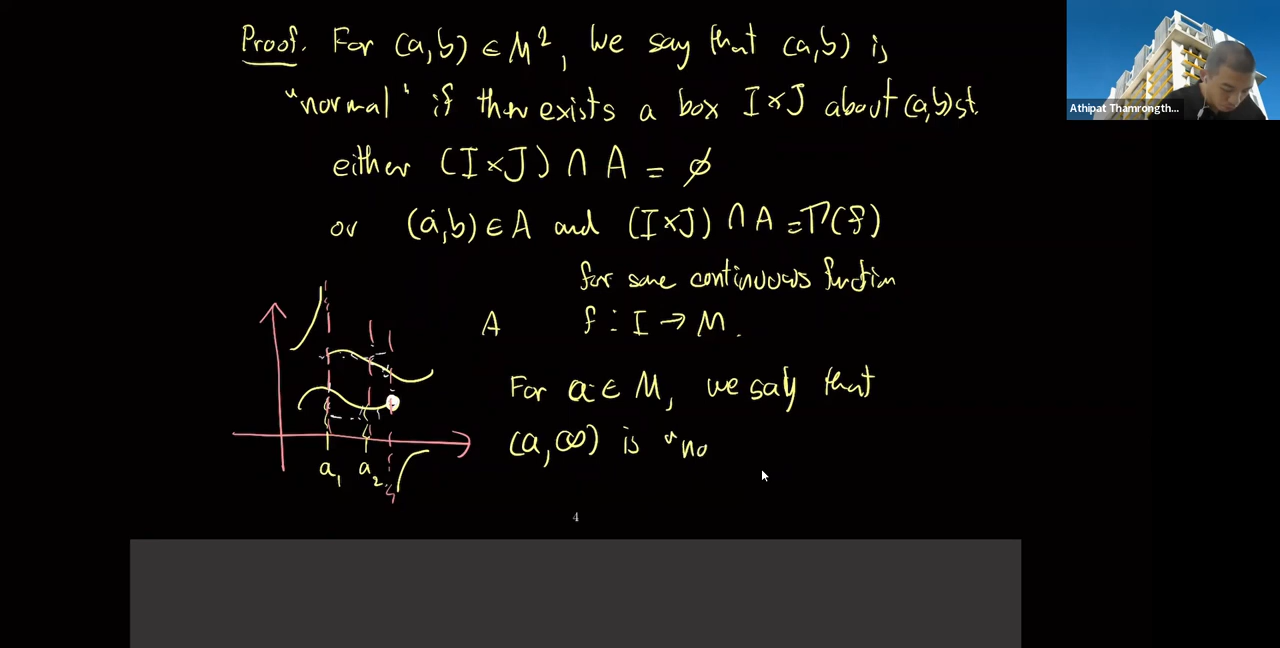 Proof. For (a,b) ∈ M², we say that (a,b) is
"normal" if there exists a box I×J about (a,b) st.
either (I×J) ∩ A = ∅
or (a,b) ∈ A and (I×J) ∩ A = Γ(f)
for some continuous function
A f : I → M.
For a ∈ M, we say that
(a,∞) is "no
a₁ a₂
4
Athipat Thamrongth...